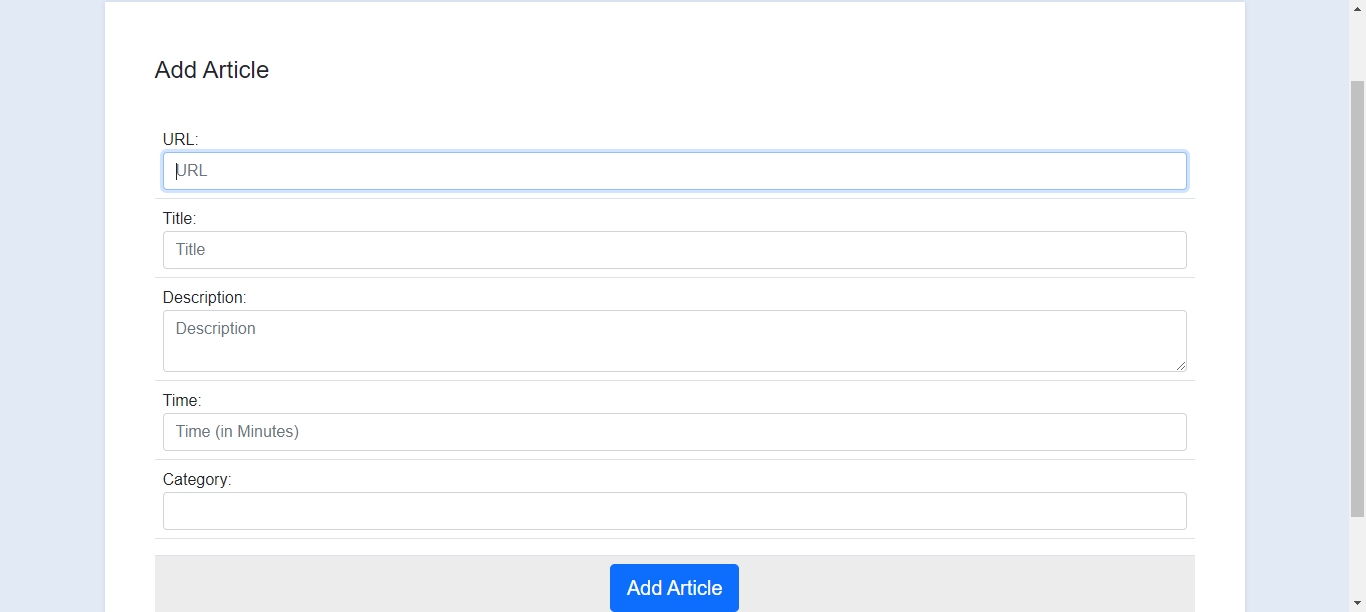 Add Article
URL:
URL
Title:
Title
Description:
Description
Time:
Time (in Minutes)
Category:
Add Article